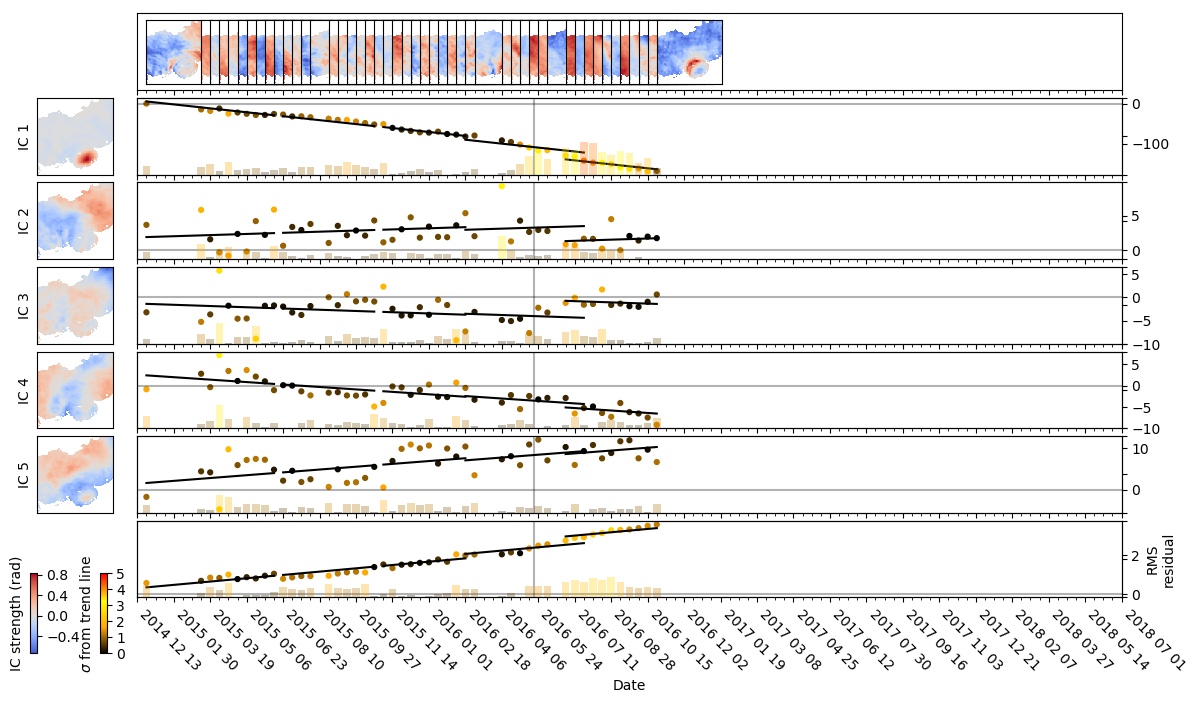 IC 1
0
−100
IC 2
5
0
IC 3
5
0
−5
−10
IC 4
5
0
−5
−10
IC 5
10
0
RMS
residual
2
0
IC strength (rad)
0.8
0.4
0.0
−0.4
σ from trend line
5
4
3
2
1
0
2014 12 13
2015 01 30
2015 03 19
2015 05 06
2015 06 23
2015 08 10
2015 09 27
2015 11 14
2016 01 01
2016 02 18
2016 04 06
2016 05 24
2016 07 11
2016 08 28
2016 10 15
2016 12 02
2017 01 19
2017 03 08
2017 04 25
2017 06 12
2017 07 30
2017 09 16
2017 11 03
2017 12 21
2018 02 07
2018 03 27
2018 05 14
2018 07 01
Date